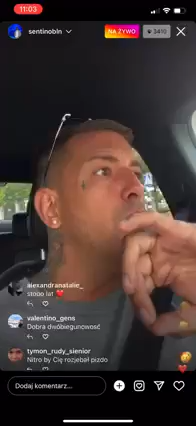 11:03
sentinobln
NA ŻYWO
3410
alexandranatalie_
stooo lat ❤️
valentino_gens
Dobra dwóbiegunowość
tymon_rudy_sienior
Nitro by Cię rozjebał pizdo
Dodaj komentarz...